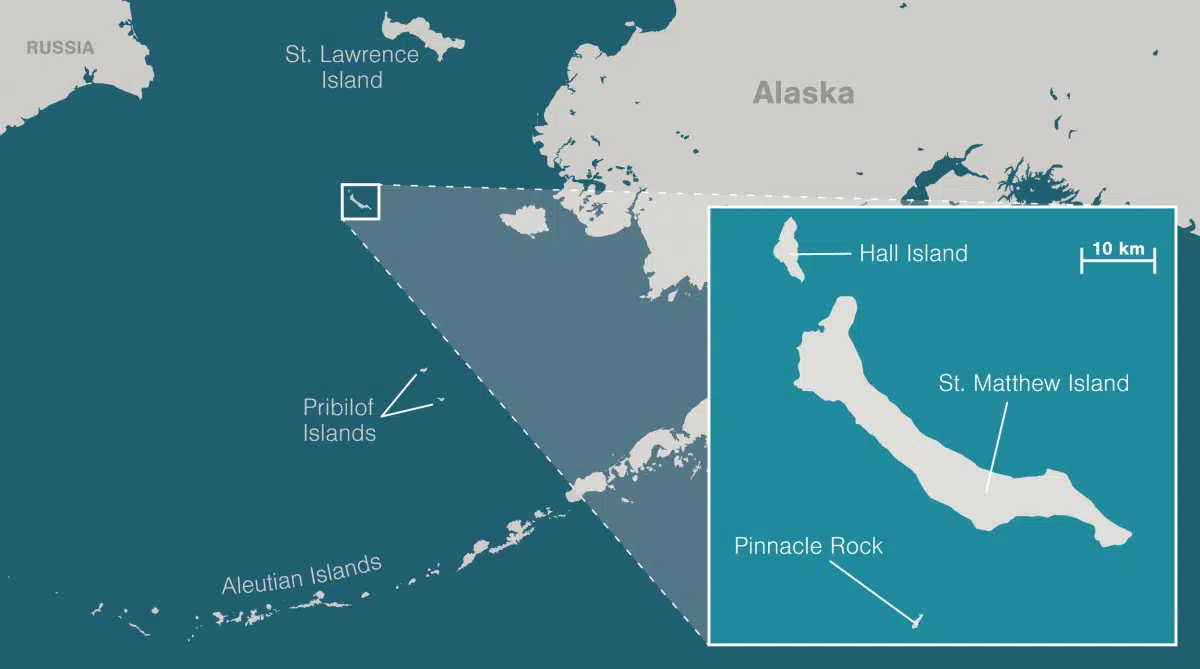 RUSSIA
St. Lawrence
Island
Alaska
Hall Island
10 km
St. Matthew Island
Pribilof
Islands
Pinnacle Rock
Aleutian Islands